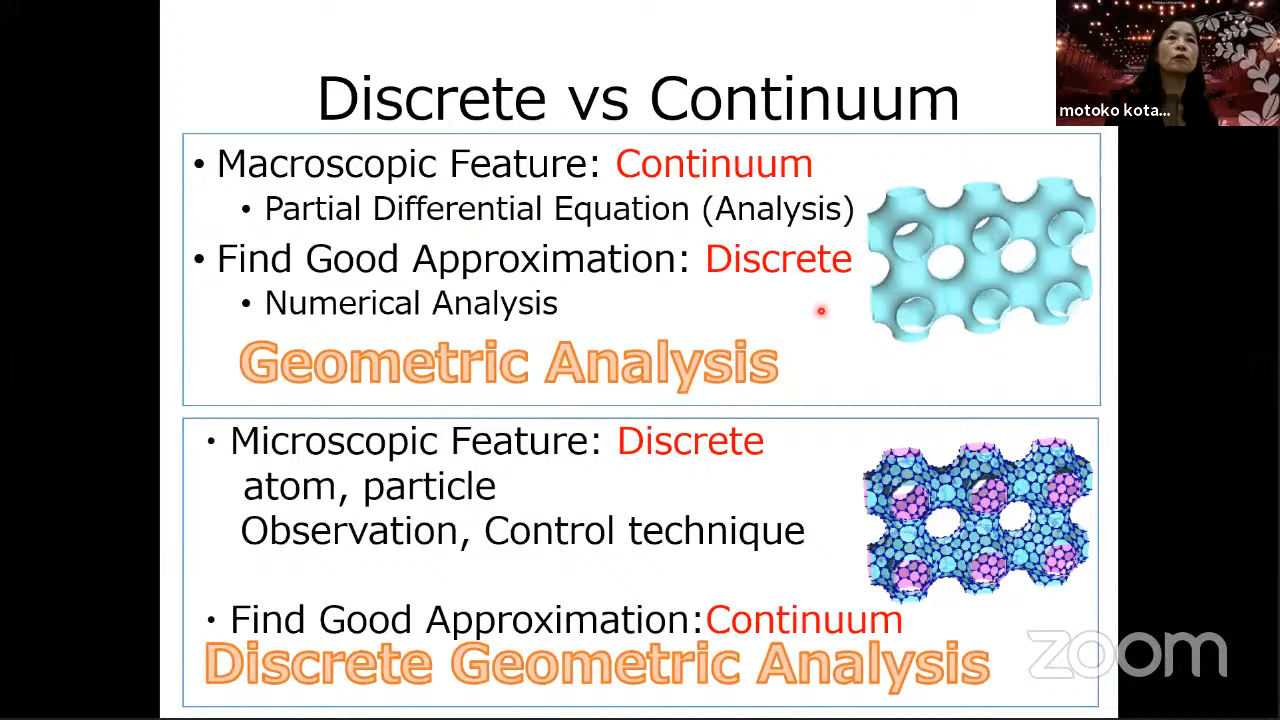 Discrete vs Continuum
motoko kota...
• Macroscopic Feature: Continuum
• Partial Differential Equation (Analysis)
• Find Good Approximation: Discrete
• Numerical Analysis
Geometric Analysis
• Microscopic Feature: Discrete
atom, particle
Observation, Control technique
• Find Good Approximation:Continuum
Discrete Geometric Analysis
zoom